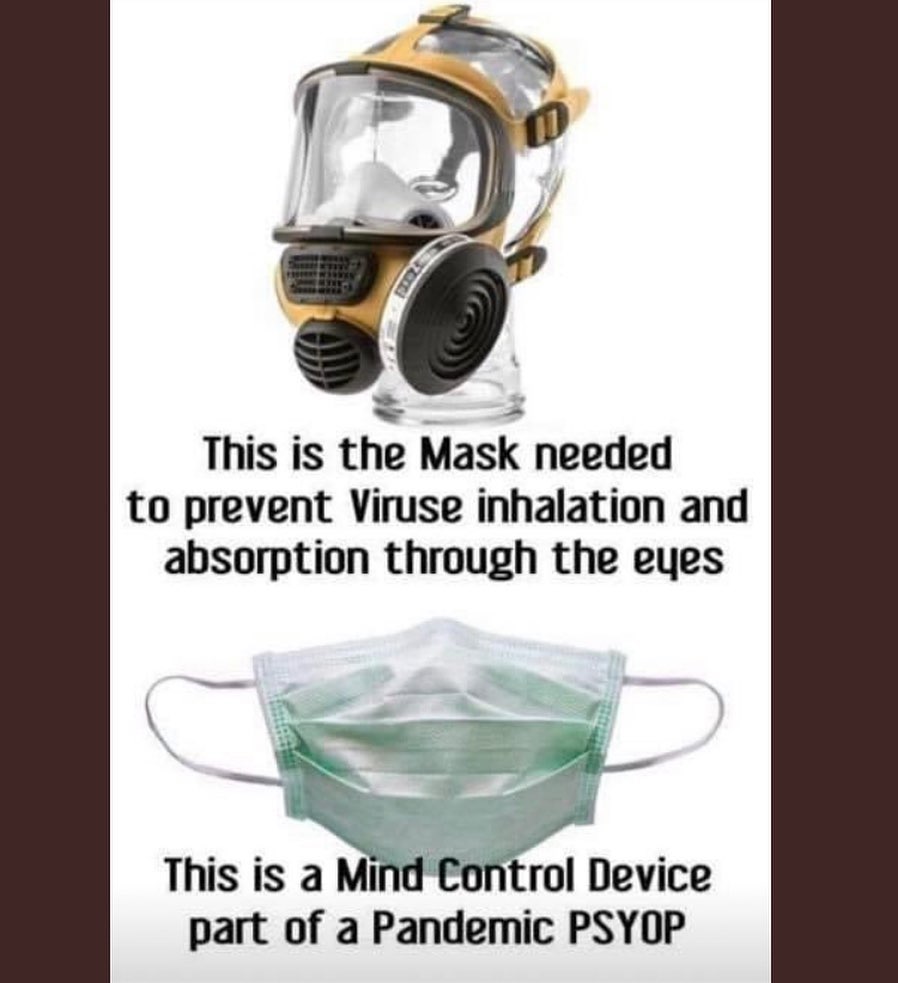 This is the Mask needed
to prevent Viruse inhalation and
absorption through the eyes
This is a Mind Control Device
part of a Pandemic PSYOP